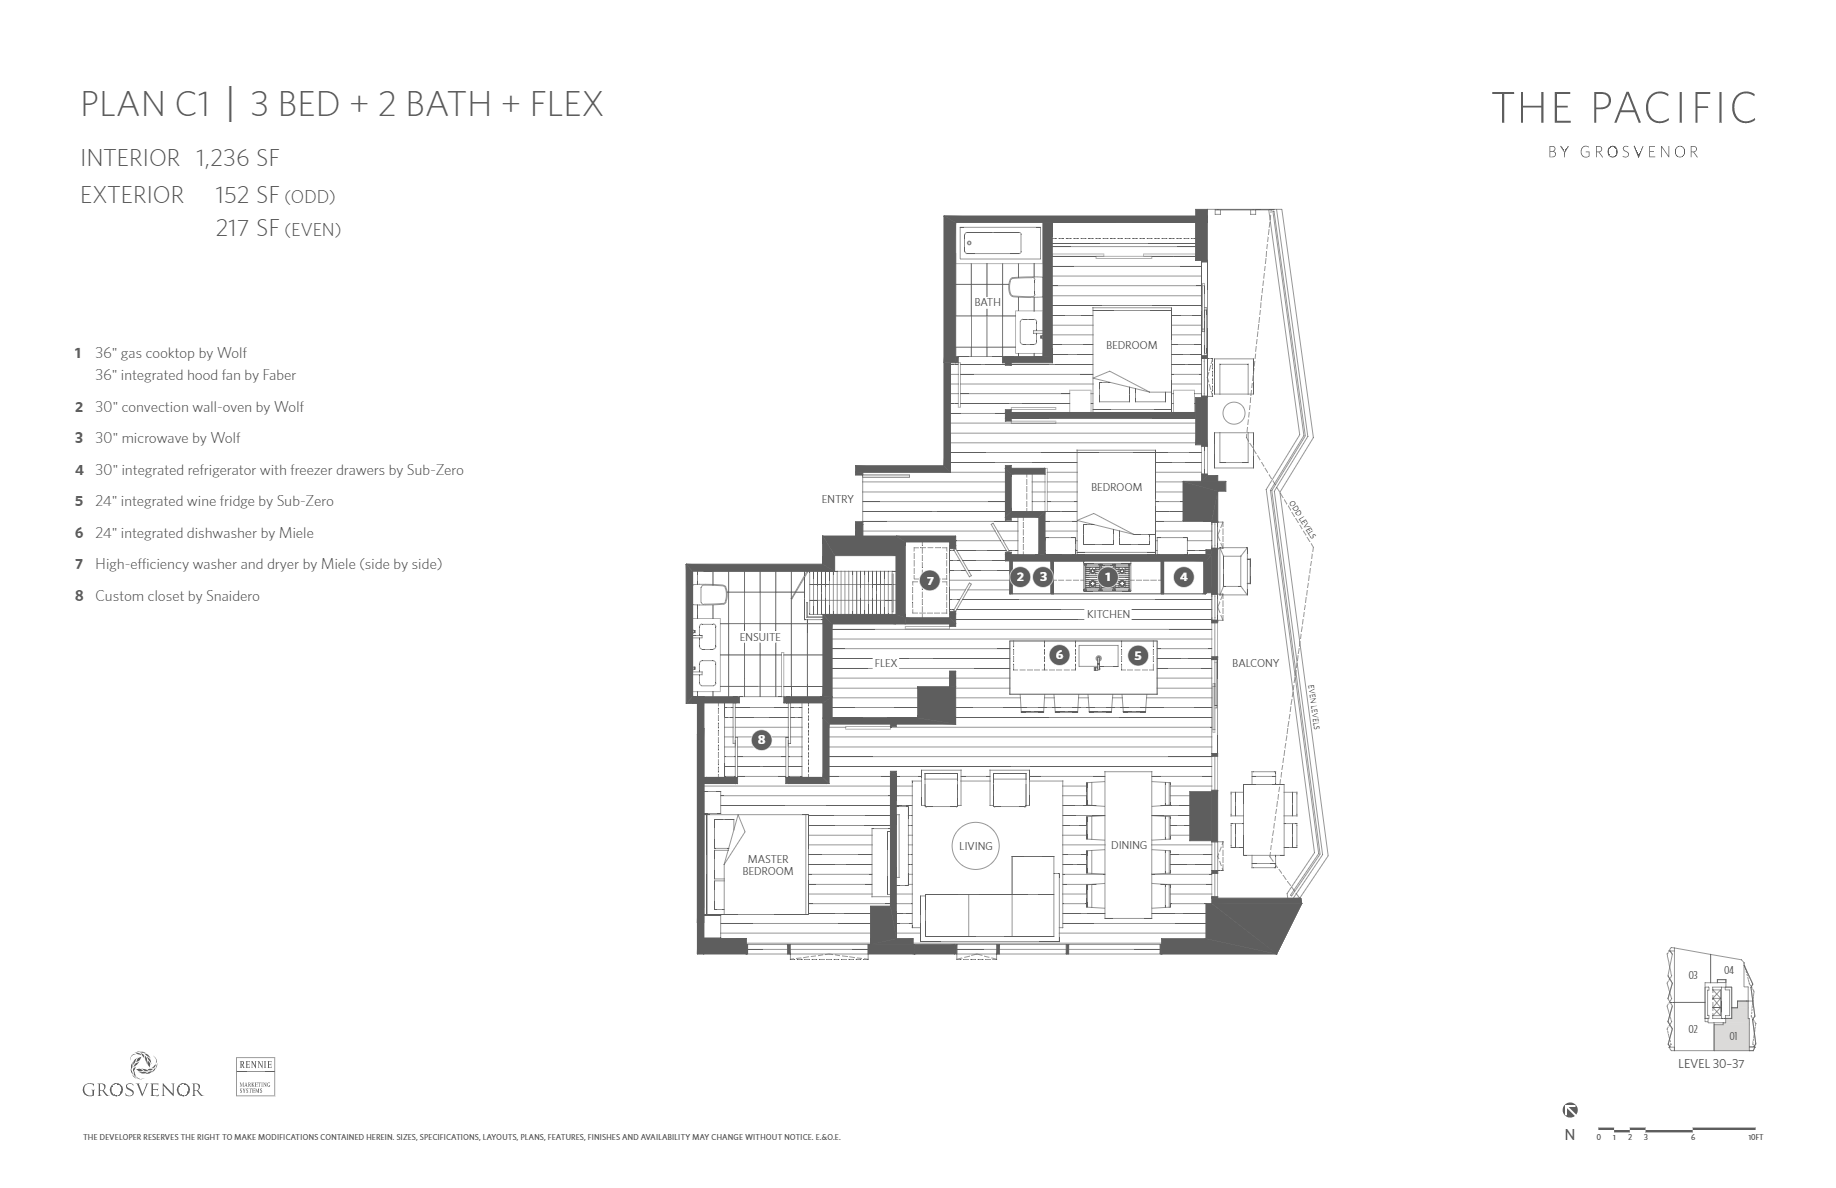 PLAN C1 | 3 BED + 2 BATH + FLEX
INTERIOR 1,236 SF
EXTERIOR 152 SF (ODD)
217 SF (EVEN)
THE PACIFIC
BY GROSVENOR
1 36" gas cooktop by Wolf
36" integrated hood fan by Faber
2 30" convection wall-oven by Wolf
3 30" microwave by Wolf
4 30" integrated refrigerator with freezer drawers by Sub-Zero
5 24" integrated wine fridge by Sub-Zero
6 24" integrated dishwasher by Miele
7 High-efficiency washer and dryer by Miele (side by side)
8 Custom closet by Snaidero
BATH
BEDROOM
BEDROOM
ENTRY
ODD LEVELS
7
2 3 1 4
KITCHEN
ENSUITE
FLEX
6 5
BALCONY
EVEN LEVELS
8
LIVING
DINING
MASTER
BEDROOM
03 04
02 01
LEVEL 30-37
GROSVENOR
RENNIE
MARKETING
SYSTEMS
N
0 1 2 3 6 10FT
THE DEVELOPER RESERVES THE RIGHT TO MAKE MODIFICATIONS CONTAINED HEREIN. SIZES, SPECIFICATIONS, LAYOUTS, PLANS, FEATURES, FINISHES AND AVAILABILITY MAY CHANGE WITHOUT NOTICE. E.&O.E.